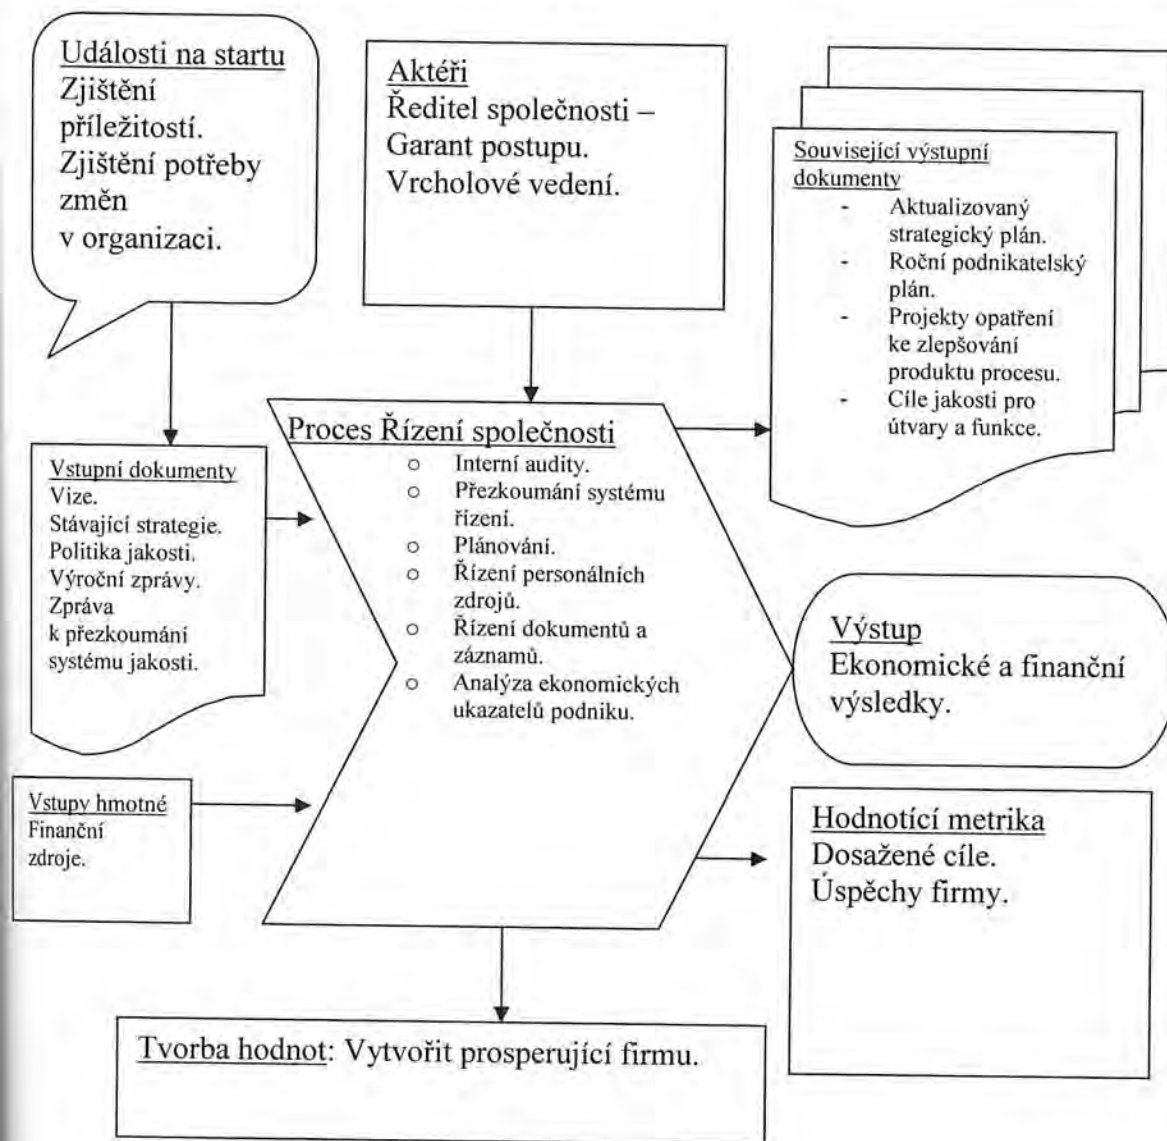 Události na startu
Zjištění
příležitostí.
Zjištění potřeby
změn
v organizaci.
Aktéři
Ředitel společnosti –
Garant postupu.
Vrcholové vedení.
Související výstupní
dokumenty
- Aktualizovaný
strategický plán.
- Roční podnikatelský
plán.
- Projekty opatření
ke zlepšování
produktu procesu.
- Cíle jakosti pro
útvary a funkce.
Vstupní dokumenty
Vize.
Stávající strategie.
Politika jakosti.
Výroční zprávy.
Zpráva
k přezkoumání
systému jakosti.
Proces Řízení společnosti
o Interní audity.
o Přezkoumání systému
řízení.
o Plánování.
o Řízení personálních
zdrojů.
o Řízení dokumentů a
záznamů.
o Analýza ekonomických
ukazatelů podniku.
Výstup
Ekonomické a finanční
výsledky.
Vstupy hmotné
Finanční
zdroje.
Hodnotící metrika
Dosažené cíle.
Úspěchy firmy.
Tvorba hodnot: Vytvořit prosperující firmu.